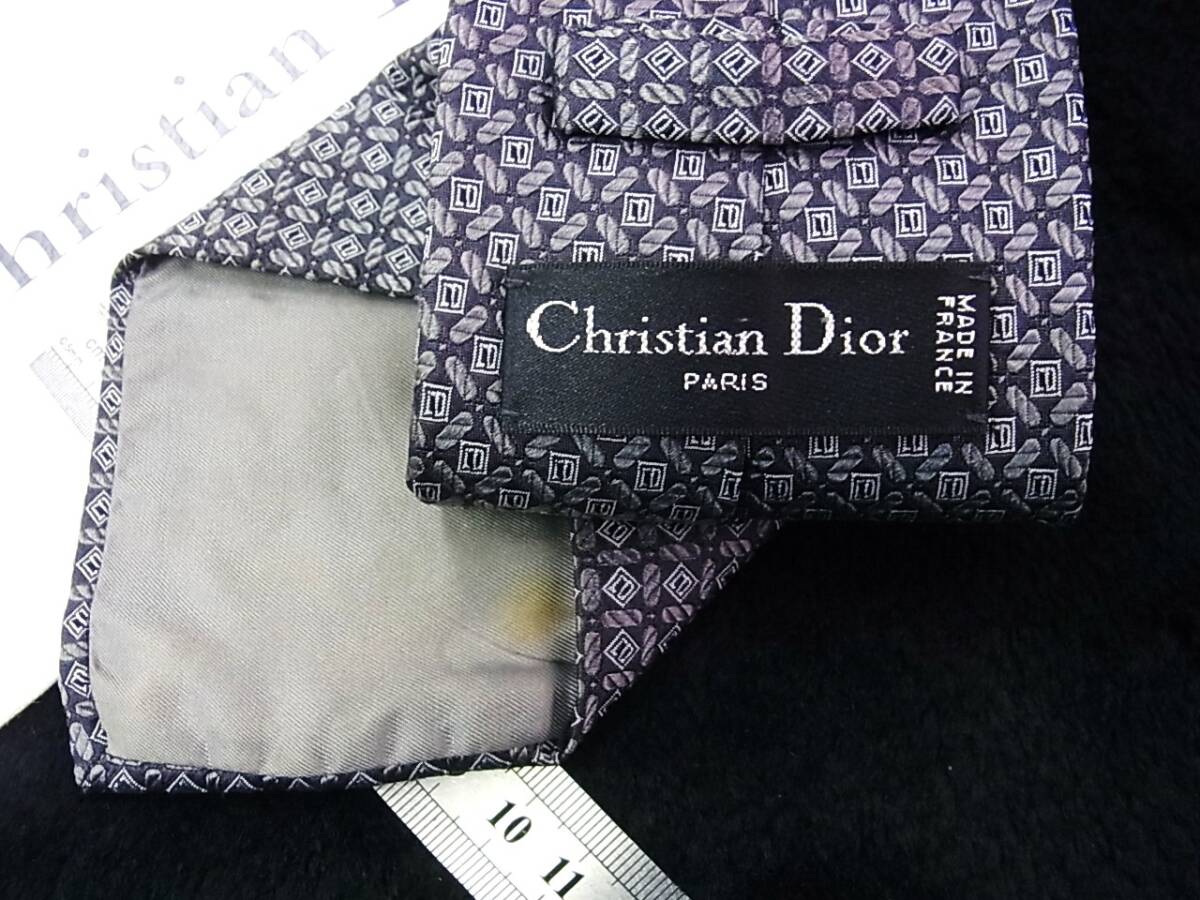 hristian
Christian Dior
PARIS
MADE IN
FRANCE
10 11